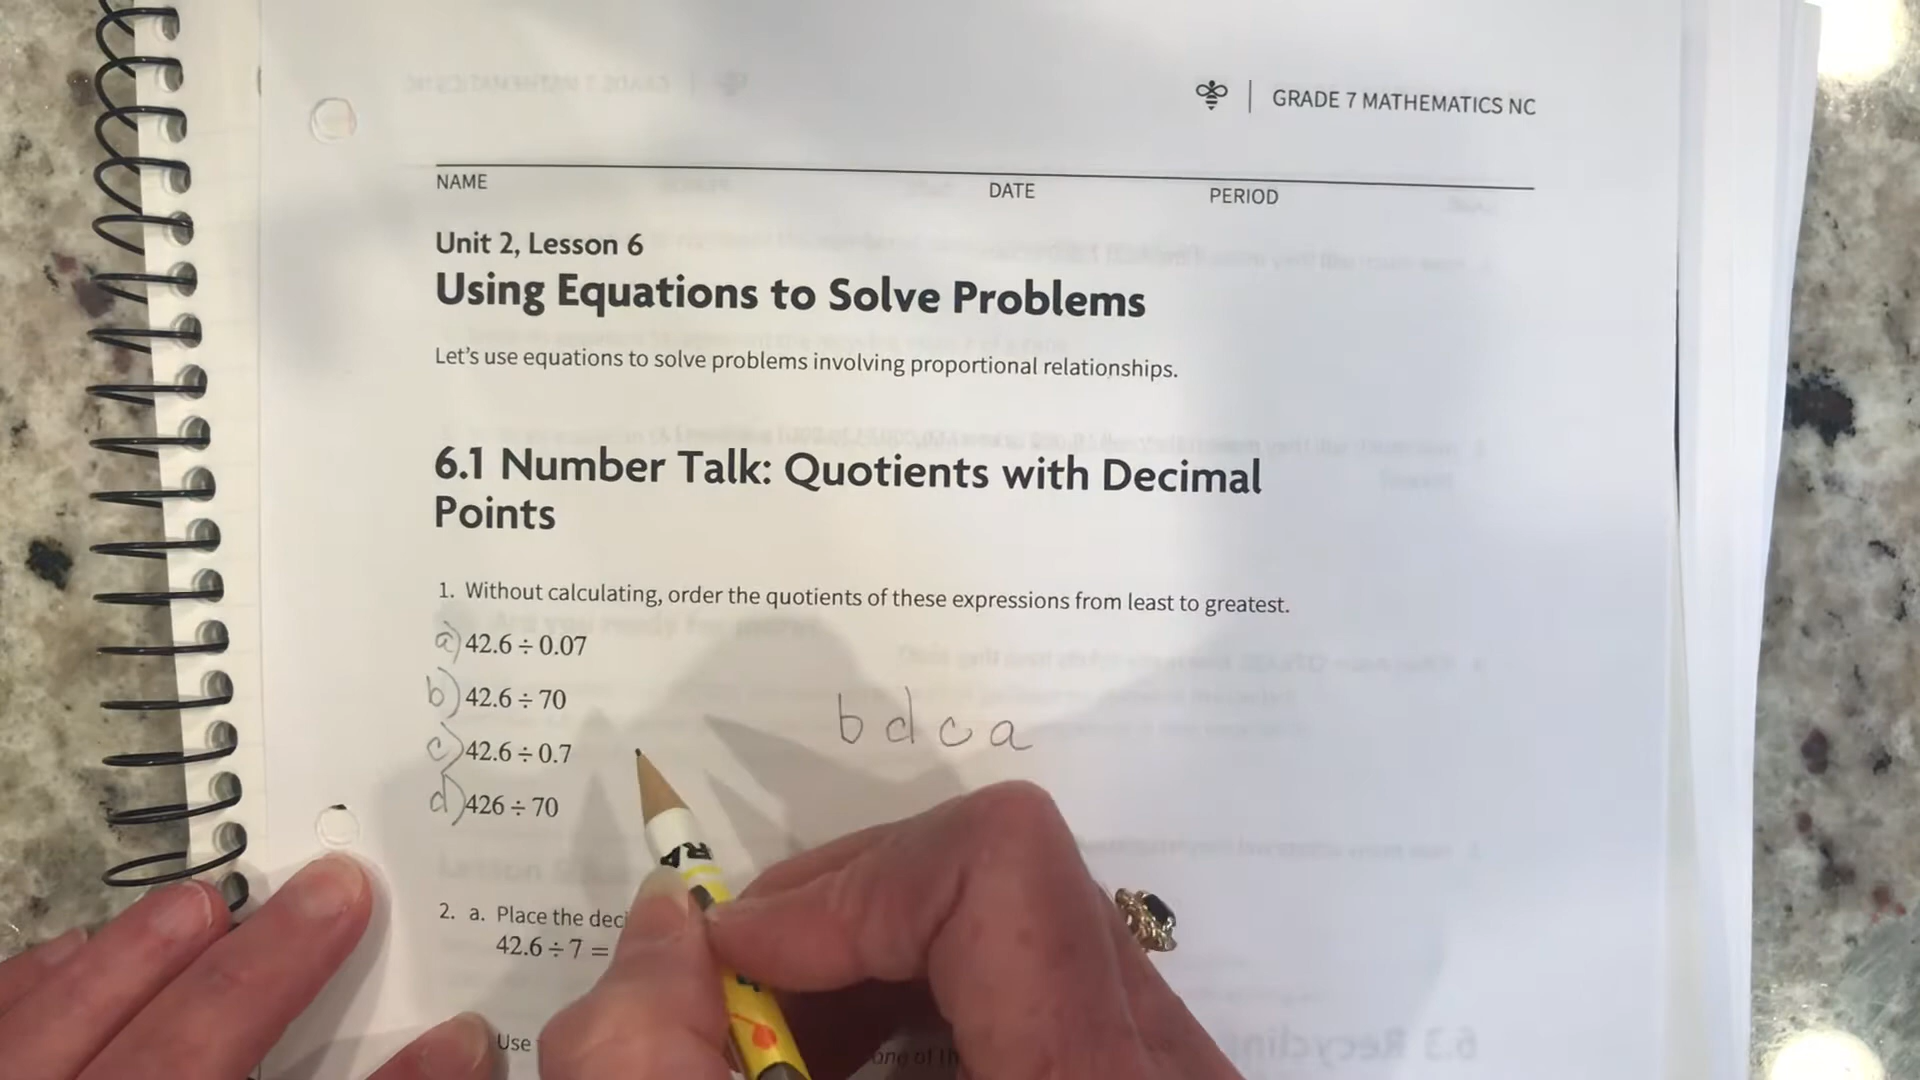 GRADE 7 MATHEMATICS NC
NAME DATE PERIOD
Unit 2, Lesson 6
Using Equations to Solve Problems
Let's use equations to solve problems involving proportional relationships.
6.1 Number Talk: Quotients with Decimal
Points
1. Without calculating, order the quotients of these expressions from least to greatest.
a) 42.6 ÷ 0.07
b) 42.6 ÷ 70
c) 42.6 ÷ 0.7
d) 426 ÷ 70
b d c a
2. a. Place the deci
42.6 ÷ 7 =
Use
one of th